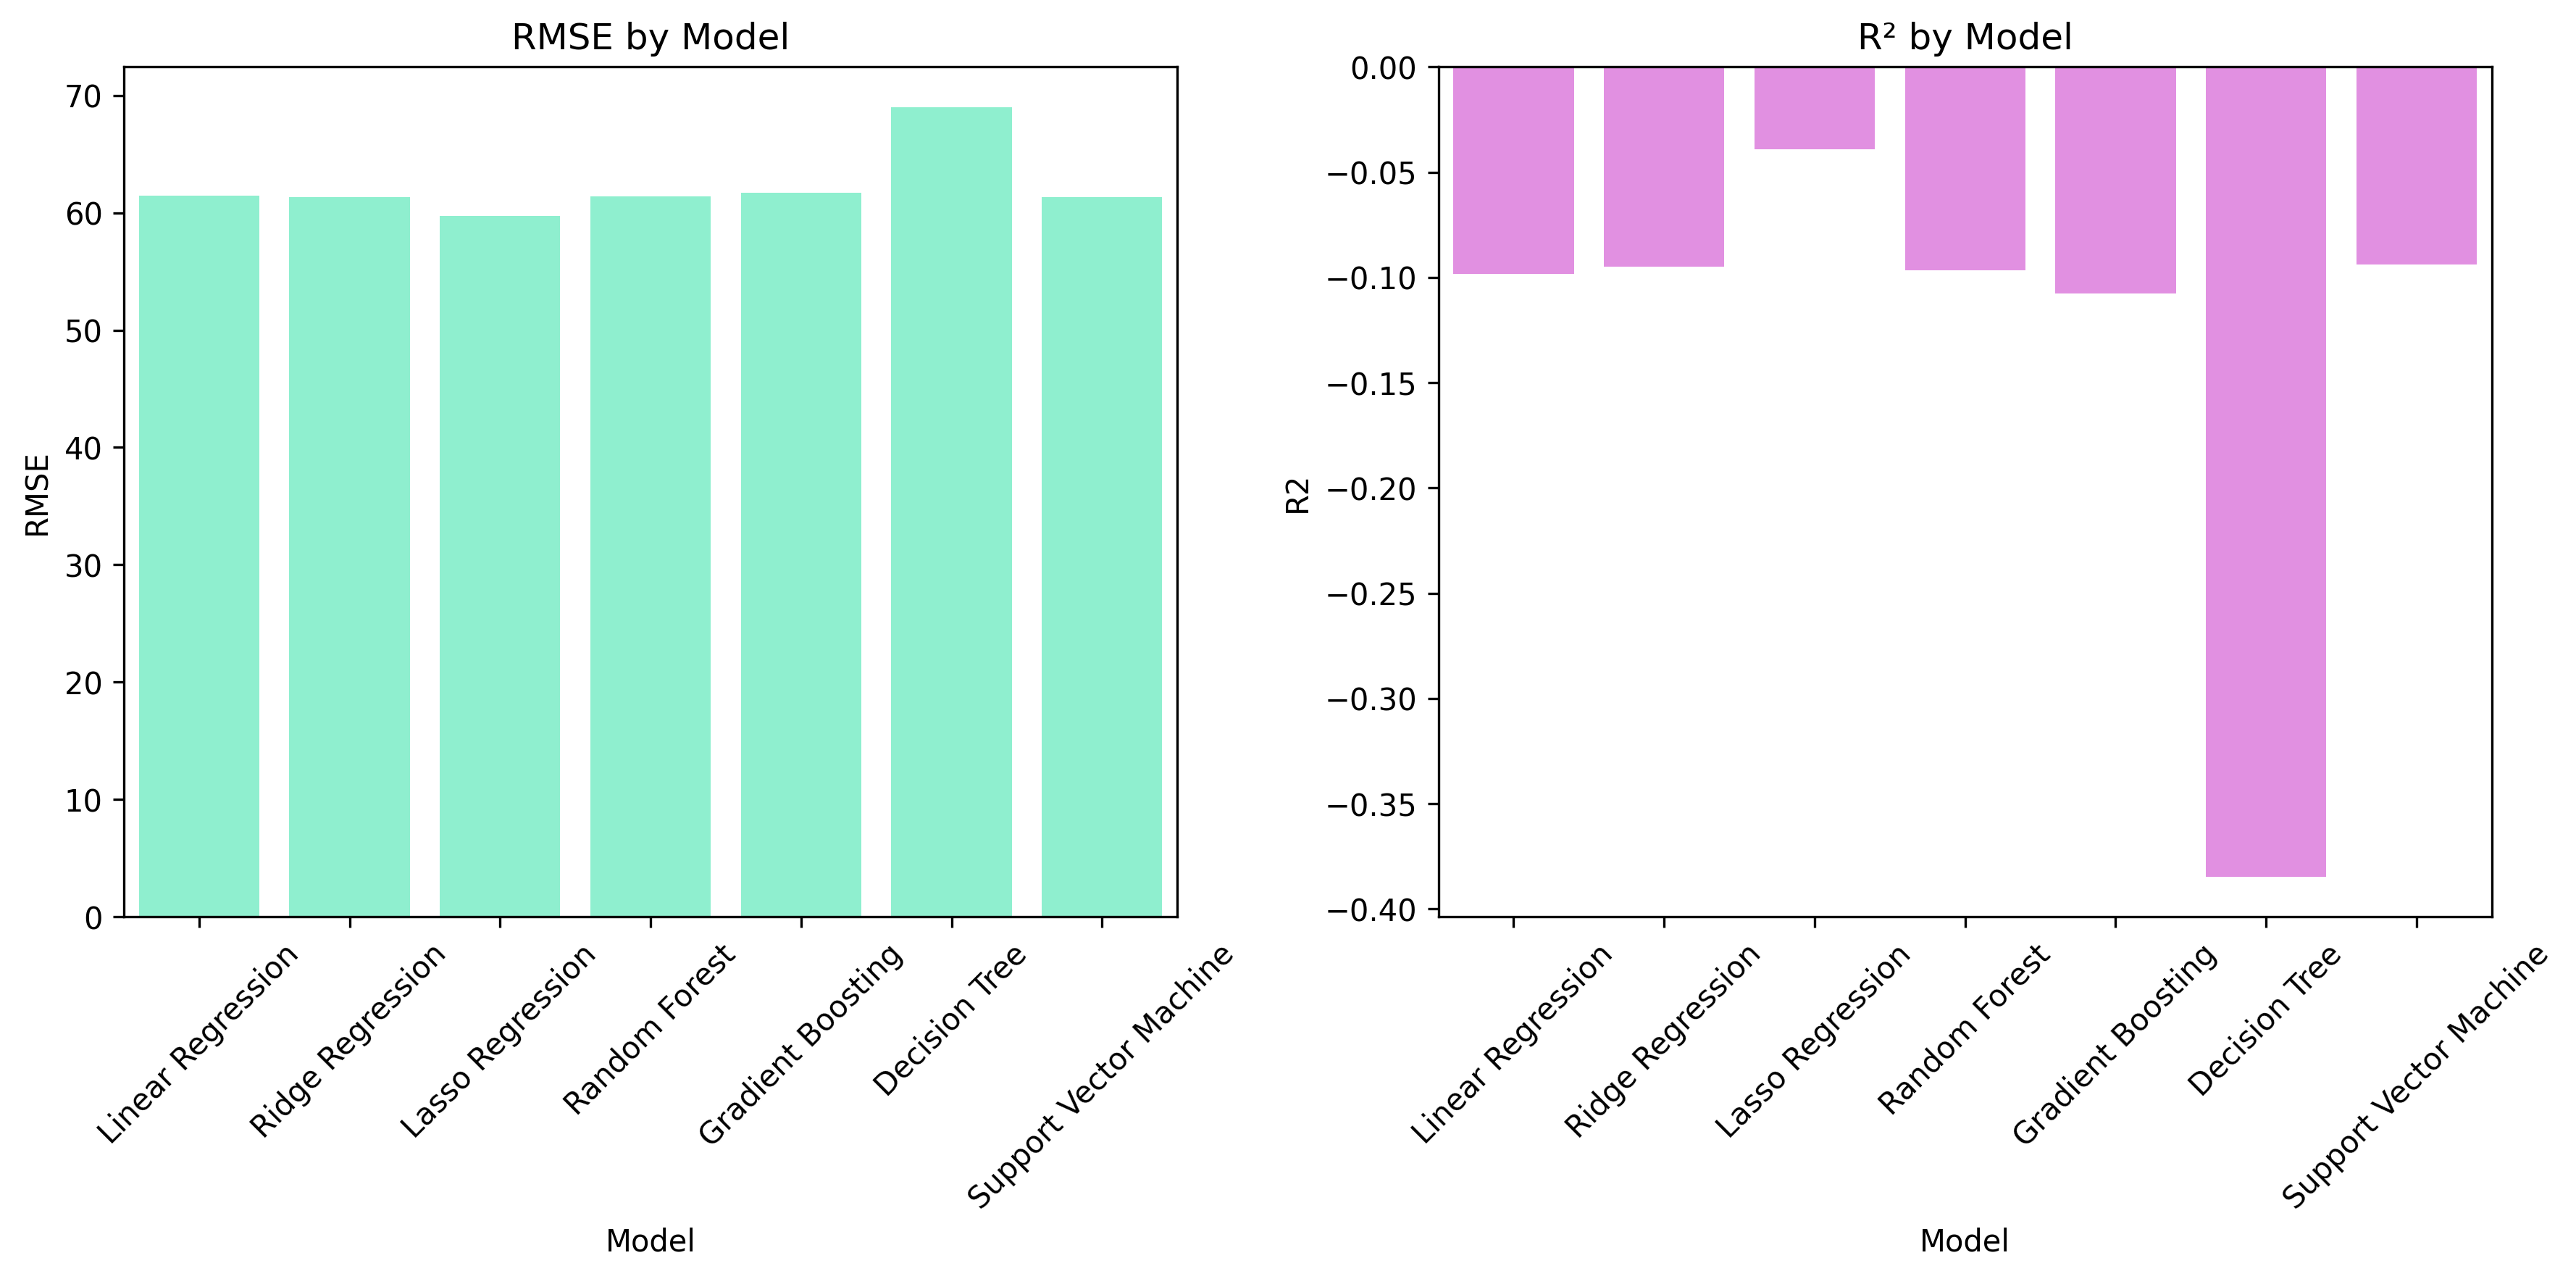 RMSE by Model
70
60
50
40
30
20
10
0
RMSE
Linear Regression
Ridge Regression
Lasso Regression
Random Forest
Gradient Boosting
Decision Tree
Support Vector Machine
Model
R² by Model
0.00
−0.05
−0.10
−0.15
−0.20
−0.25
−0.30
−0.35
−0.40
R2
Linear Regression
Ridge Regression
Lasso Regression
Random Forest
Gradient Boosting
Decision Tree
Support Vector Machine
Model